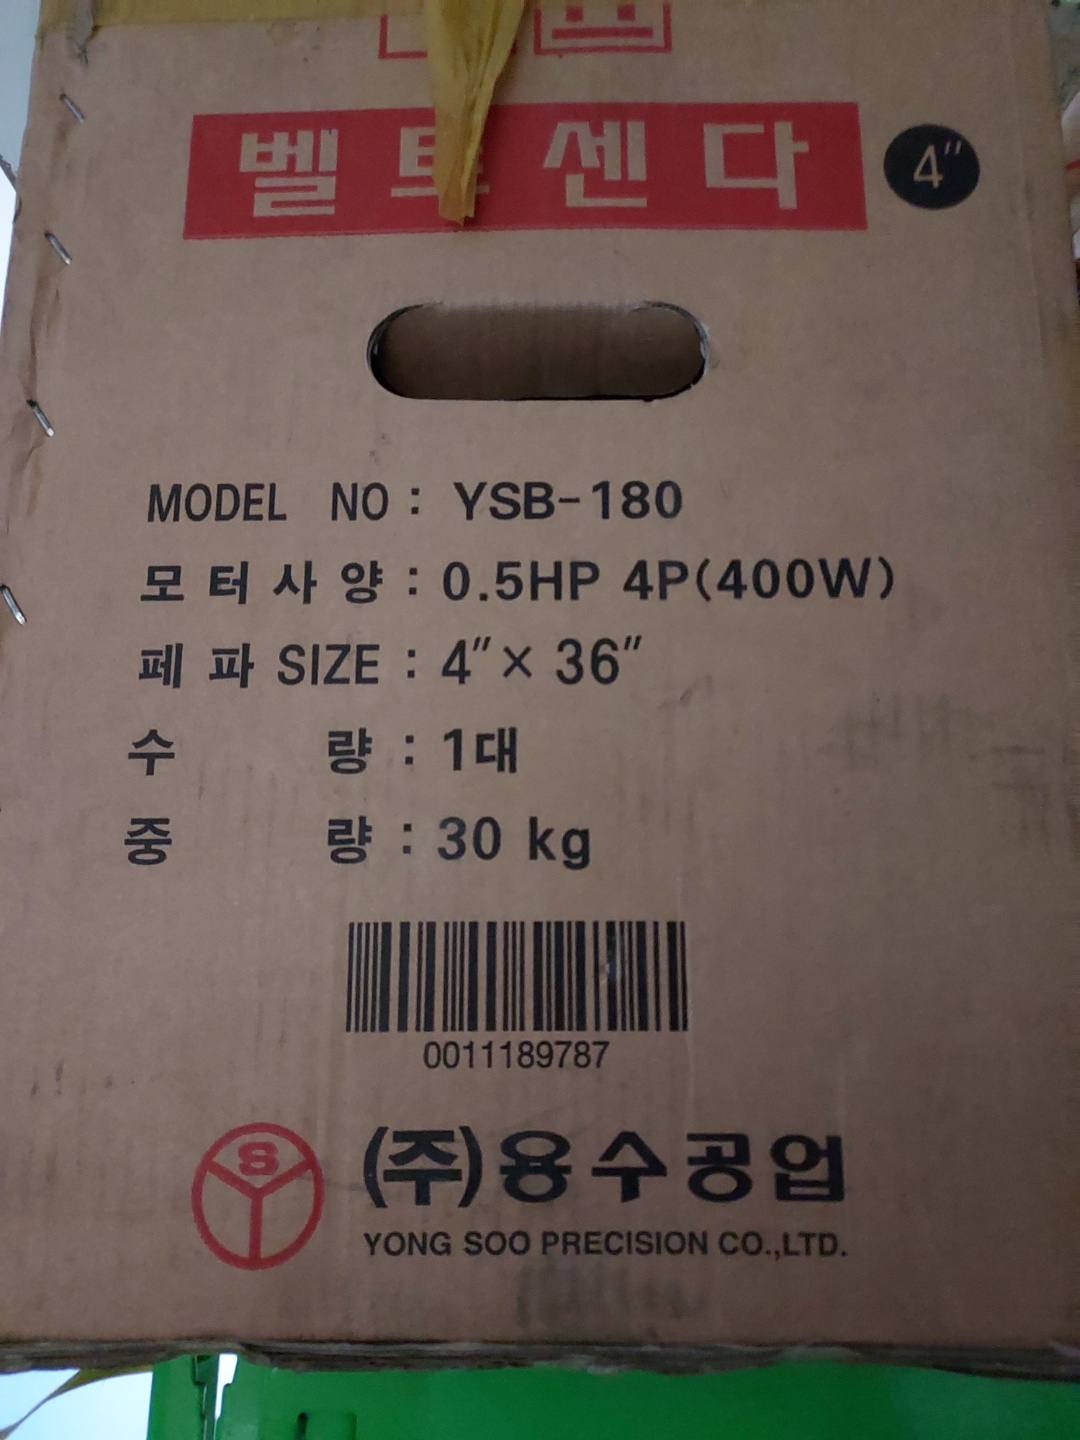 벨트센다 4"
MODEL NO : YSB-180
모터사양 : 0.5HP 4P(400W)
페파 SIZE : 4" × 36"
수 량 : 1대
중 량 : 30 kg
0011189787
S
(주)용수공업
YONG SOO PRECISION CO.,LTD.